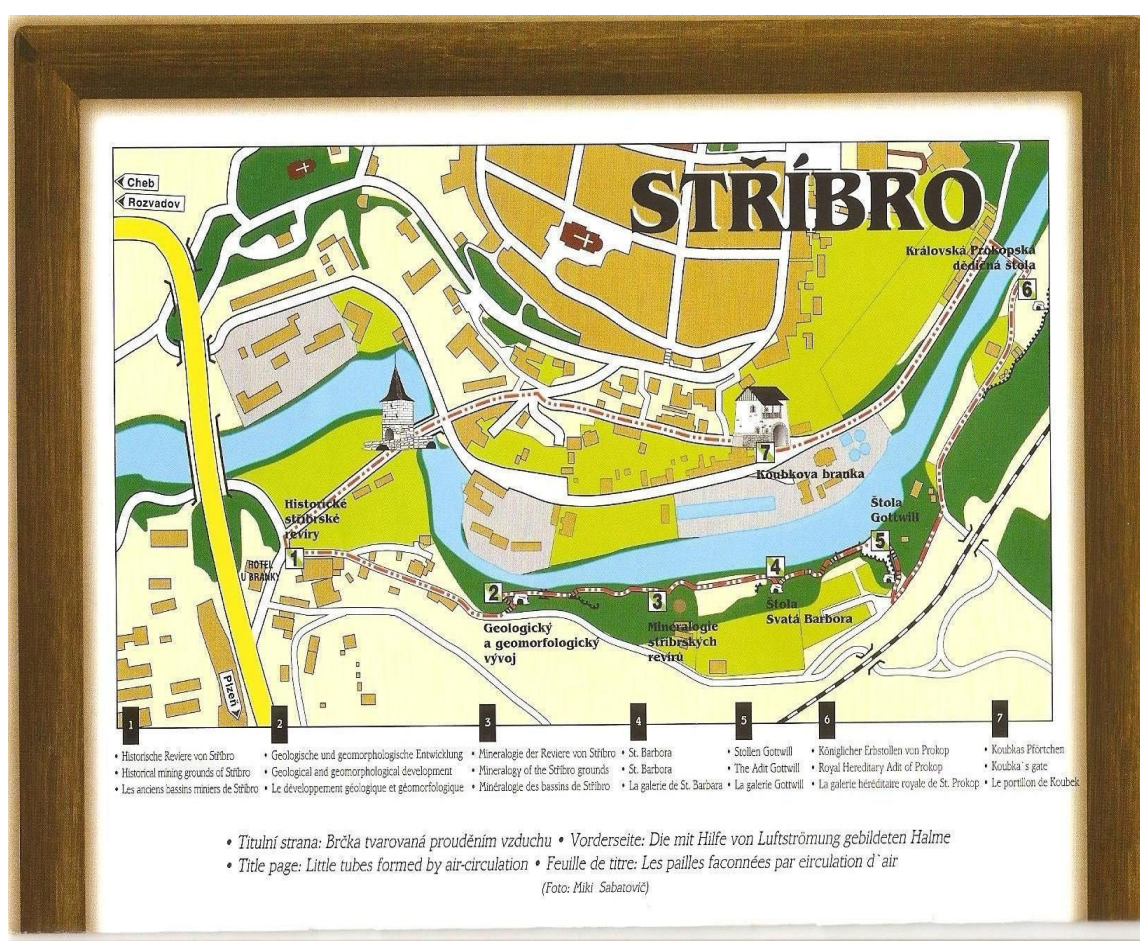 STŘÍBRO
Cheb
Rozvadov
Královská Prokopská
dědičná štola
6
7
Koubkova branka
Historické
stříbrské
revíry
1
HOTEL
U BRANKY
Štola
Gottwill
5
4
Štola
Svatá Barbora
3
Mineralogie
stříbrských
revírů
2
Geologický
a geomorfologický
vývoj
Plzeň
1
• Historische Reviere von Stříbro
• Historical mining grounds of Stříbro
• Les anciens bassins miniers de Stříbro
2
• Geologische und geomorphologische Entwicklung
• Geological and geomorphological development
• Le développement géologique et géomorfologique
3
• Mineralogie der Reviere von Stříbro
• Mineralogy of the Stříbro grounds
• Minéralogie des bassins de Stříbro
4
• St. Barbora
• St. Barbora
• La galerie de St. Barbara
5
• Stollen Gottwill
• The Adit Gottwill
• La galerie Gottwill
6
• Königlicher Erbstollen von Prokop
• Royal Hereditary Adit of Prokop
• La galerie héréditaire royale de St. Prokop
7
• Koubkas Pförtchen
• Koubka´s gate
• Le portillon de Koubek
• Titulní strana: Brčka tvarovaná prouděním vzduchu • Vorderseite: Die mit Hilfe von Luftströmung gebildeten Halme
• Title page: Little tubes formed by air-circulation • Feuille de titre: Les pailles faconnées par eirculation d`air
(Foto: Miki Sabatovič)